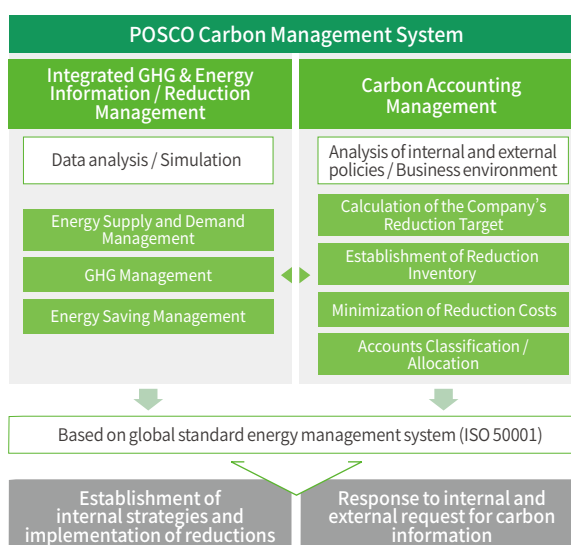 POSCO Carbon Management System
Integrated GHG & Energy
Information / Reduction
Management
Data analysis / Simulation
Energy Supply and Demand
Management
GHG Management
Energy Saving Management
Carbon Accounting
Management
Analysis of internal and external
policies / Business environment
Calculation of the Company’s
Reduction Target
Establishment of Reduction
Inventory
Minimization of Reduction Costs
Accounts Classification /
Allocation
Based on global standard energy management system (ISO 50001)
Establishment of
internal strategies and
implementation of reductions
Response to internal and
external request for carbon
information